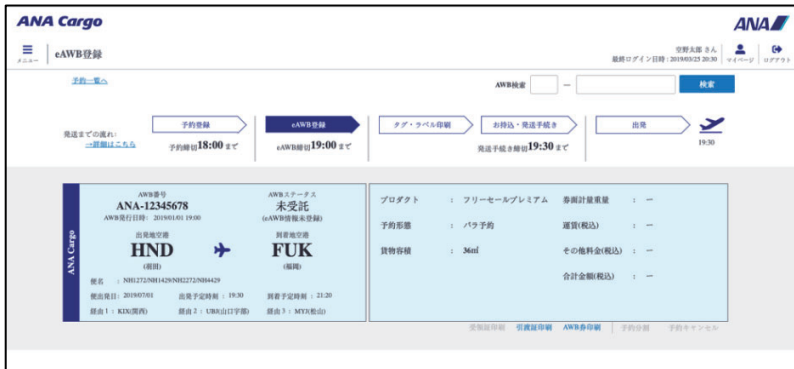 ANA Cargo
ANA
メニュー
eAWB登録
空野太郎 さん
最終ログイン日時 : 2019/03/25 20:30
マイページ
ログアウト
予約一覧へ
AWB検索
－
検索
発送までの流れ:
→詳細はこちら
予約登録
予約締切18:00 まで
eAWB登録
eAWB締切19:00 まで
タグ・ラベル印刷
お持込・発送手続き
発送手続き締切19:30 まで
出発
19:30
ANA Cargo
AWB番号
ANA-12345678
AWB発行日時: 2019/01/01 19:00
AWBステータス
未受託
(eAWB情報未登録)
出発地空港
HND
(羽田)
到着地空港
FUK
(福岡)
便名 : NH1272/NH1429/NH2272/NH4429
便出発日: 2019/07/01
出発予定時刻 : 19:30
到着予定時刻 : 21:20
経由 1 : KIX(関西)
経由 2 : UBJ(山口宇部)
経由 3 : MYJ(松山)
プロダクト : フリーセールプレミアム
券面計量重量 : －
予約形態 : バラ予約
運賃(税込) : －
貨物容積 : 36㎥
その他料金(税込) : －
合計金額(税込) : －
受領証印刷
引渡証印刷
AWB券印刷
予約分割
予約キャンセル